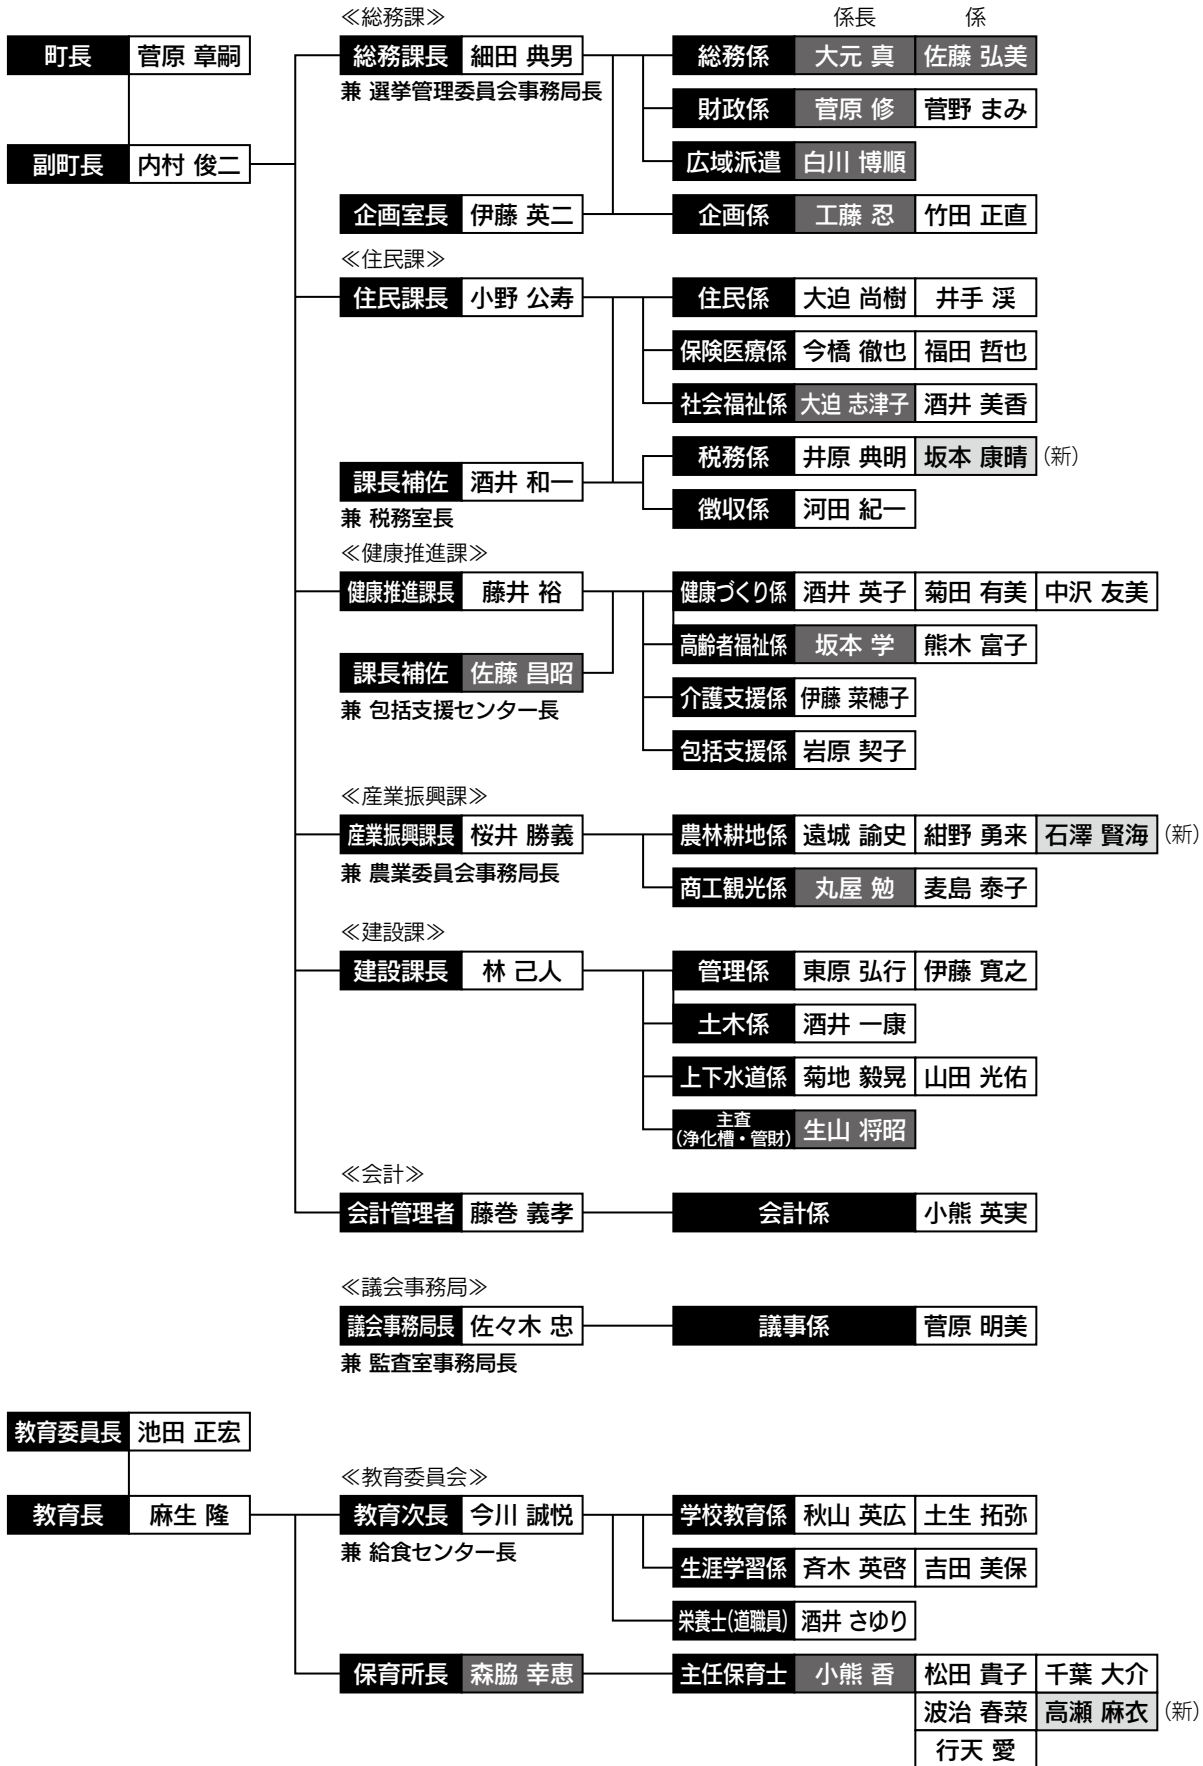 ≪総務課≫ 係長 係
町長 菅原 章嗣 総務課長 細田 典男 総務係 大元 真 佐藤 弘美
兼 選挙管理委員会事務局長
財政係 菅原 修 菅野 まみ
副町長 内村 俊二 広域派遣 白川 博順
企画室長 伊藤 英二 企画係 工藤 忍 竹田 正直
≪住民課≫
住民課長 小野 公寿 住民係 大迫 尚樹 井手 渓
保険医療係 今橋 徹也 福田 哲也
社会福祉係 大迫 志津子 酒井 美香
税務係 井原 典明 坂本 康晴 (新)
課長補佐 酒井 和一
兼 税務室長
徴収係 河田 紀一
≪健康推進課≫
健康推進課長 藤井 裕 健康づくり係 酒井 英子 菊田 有美 中沢 友美
高齢者福祉係 坂本 学 熊木 富子
課長補佐 佐藤 昌昭
兼 包括支援センター長
介護支援係 伊藤 菜穂子
包括支援係 岩原 契子
≪産業振興課≫
産業振興課長 桜井 勝義 農林耕地係 遠城 諭史 紺野 勇来 石澤 賢海 (新)
兼 農業委員会事務局長
商工観光係 丸屋 勉 麦島 泰子
≪建設課≫
建設課長 林 己人 管理係 東原 弘行 伊藤 寛之
土木係 酒井 一康
上下水道係 菊地 毅晃 山田 光佑
主査
(浄化槽・管財) 生山 将昭
≪会計≫
会計管理者 藤巻 義孝 会計係 小熊 英実
≪議会事務局≫
議会事務局長 佐々木 忠 議事係 菅原 明美
兼 監査室事務局長
教育委員長 池田 正宏
≪教育委員会≫
教育長 麻生 隆 教育次長 今川 誠悦 学校教育係 秋山 英広 土生 拓弥
兼 給食センター長
生涯学習係 斉木 英啓 吉田 美保
栄養士(道職員) 酒井 さゆり
保育所長 森脇 幸恵 主任保育士 小熊 香 松田 貴子 千葉 大介
波治 春菜 高瀬 麻衣 (新)
行天 愛